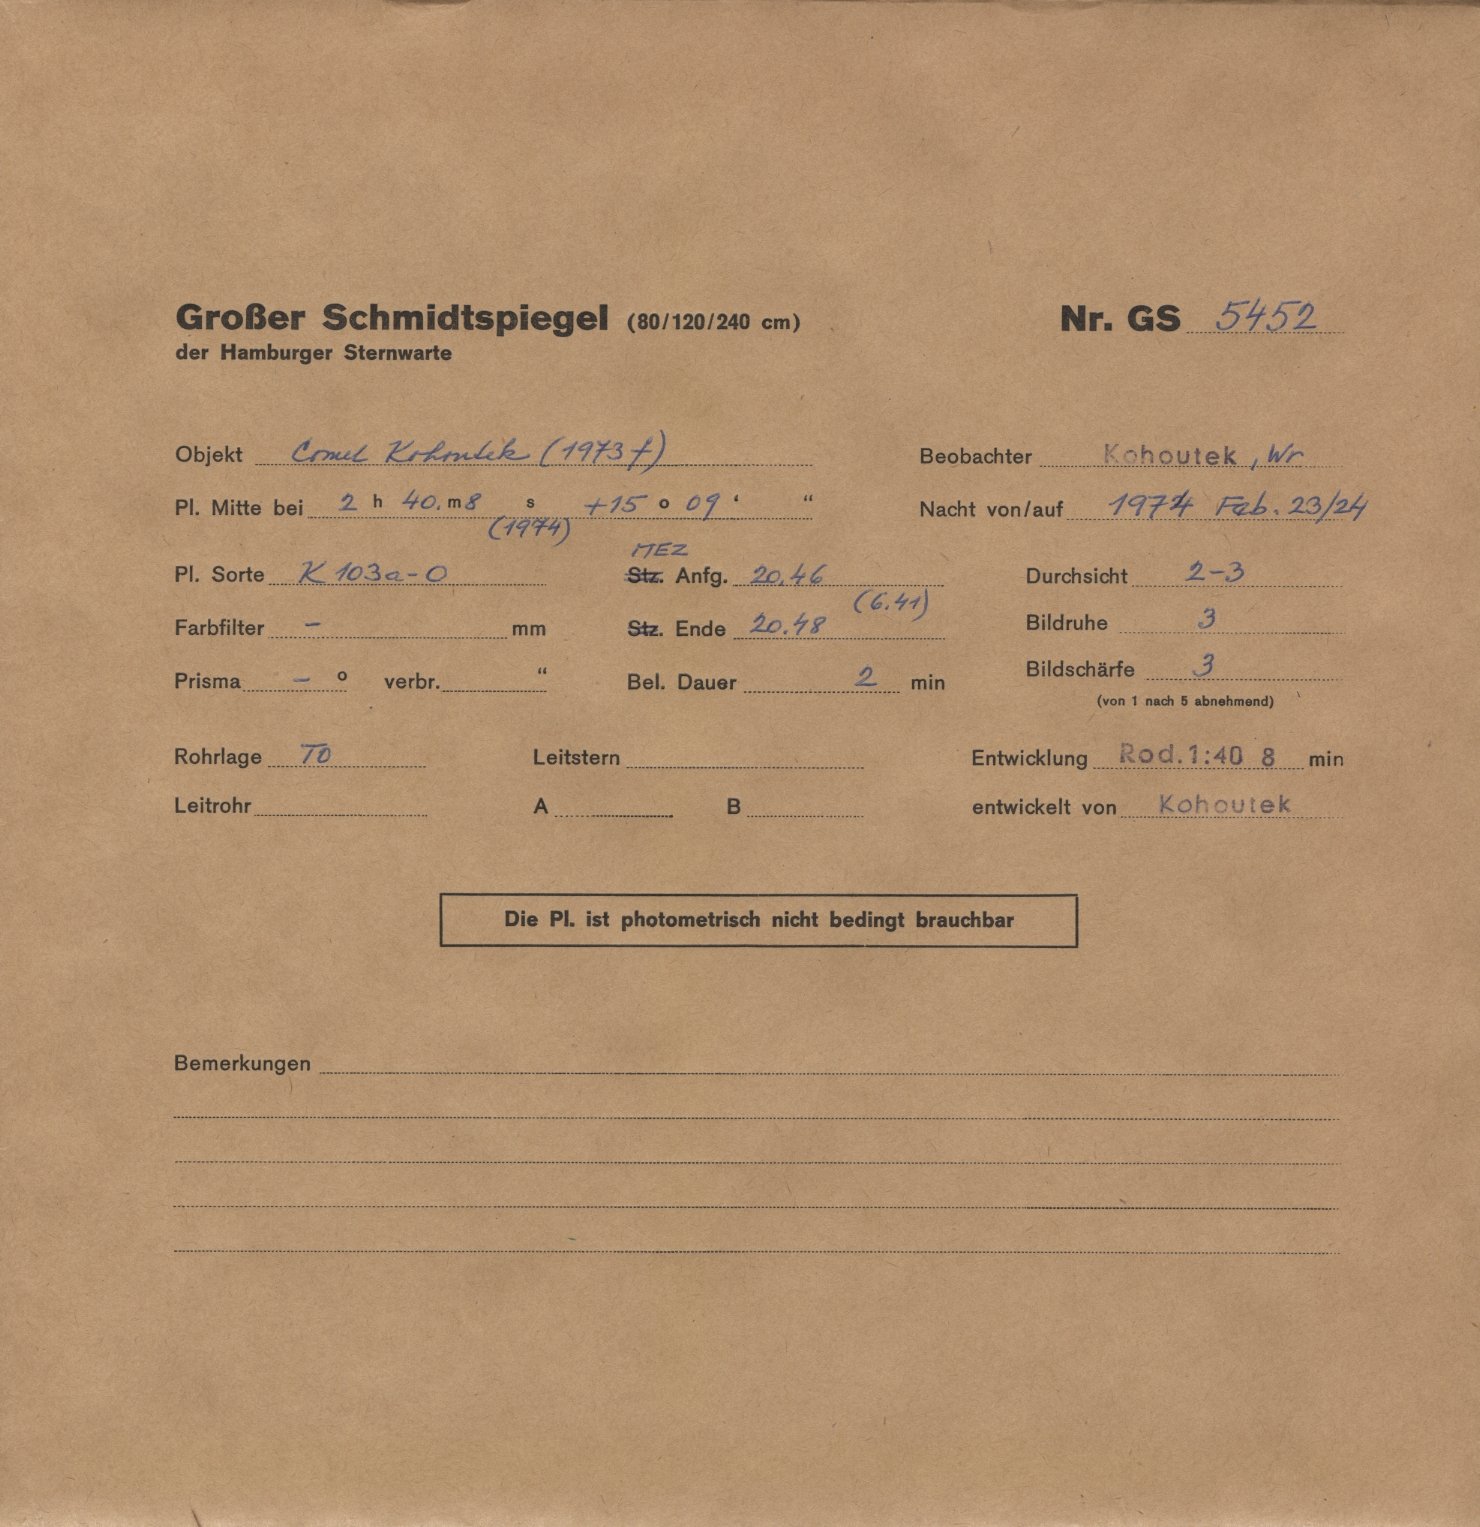 Großer Schmidtspiegel (80/120/240 cm) Nr. GS 5452
der Hamburger Sternwarte
Objekt Comet Kohoutek (1973 f) Beobachter Kohoutek, Wr
Pl. Mitte bei 2 h 40. m 8 s +15 o 09 ‘ “ Nacht von/auf 1974 Feb. 23/24
(1974)
MEZ
Pl. Sorte K 103a-O Stz. Anfg. 20.46 Durchsicht 2-3
(6.41)
Farbfilter – mm Stz. Ende 20.48 Bildruhe 3
Prisma – o verbr. “ Bel. Dauer 2 min Bildschärfe 3
(von 1 nach 5 abnehmend)
Rohrlage TO Leitstern Entwicklung Rod. 1:40 8 min
Leitrohr A B entwickelt von Kohoutek
Die Pl. ist photometrisch nicht bedingt brauchbar
Bemerkungen